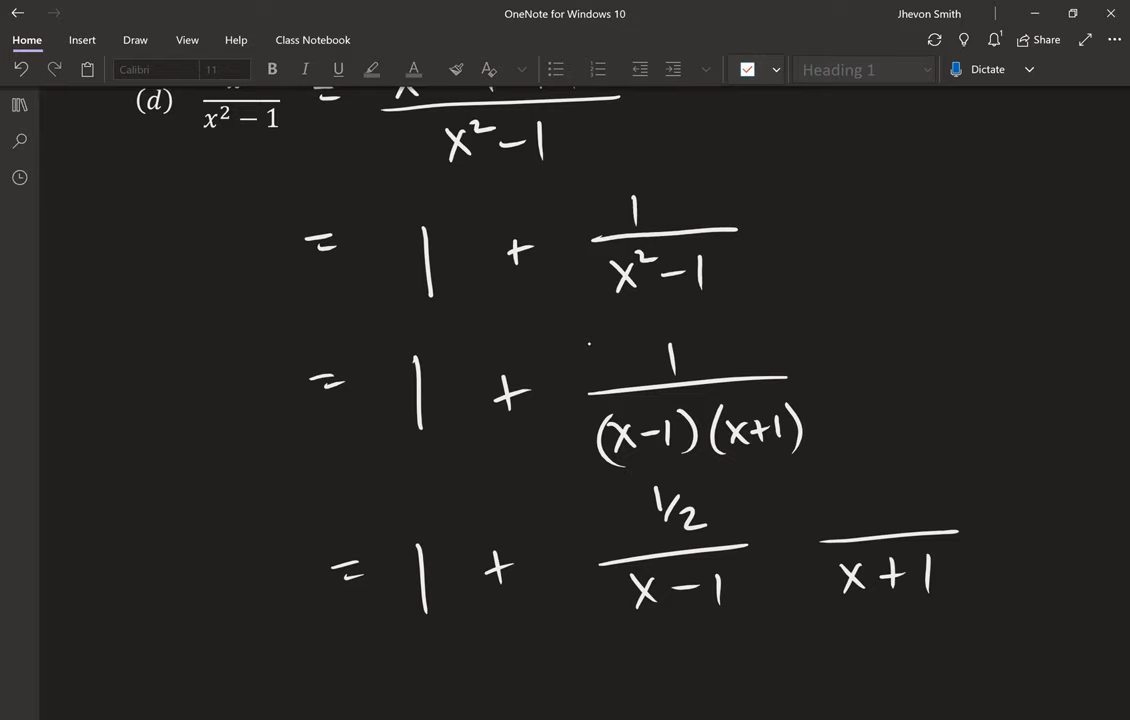 OneNote for Windows 10
Jhevon Smith
Home Insert Draw View Help Class Notebook
Share
Calibri 11 B I U A Heading 1 Dictate
(d) x² − 1 = x² − 1
= 1 + 1/(x² − 1)
= 1 + 1/((x−1)(x+1))
= 1 + (1/2)/(x − 1) x + 1